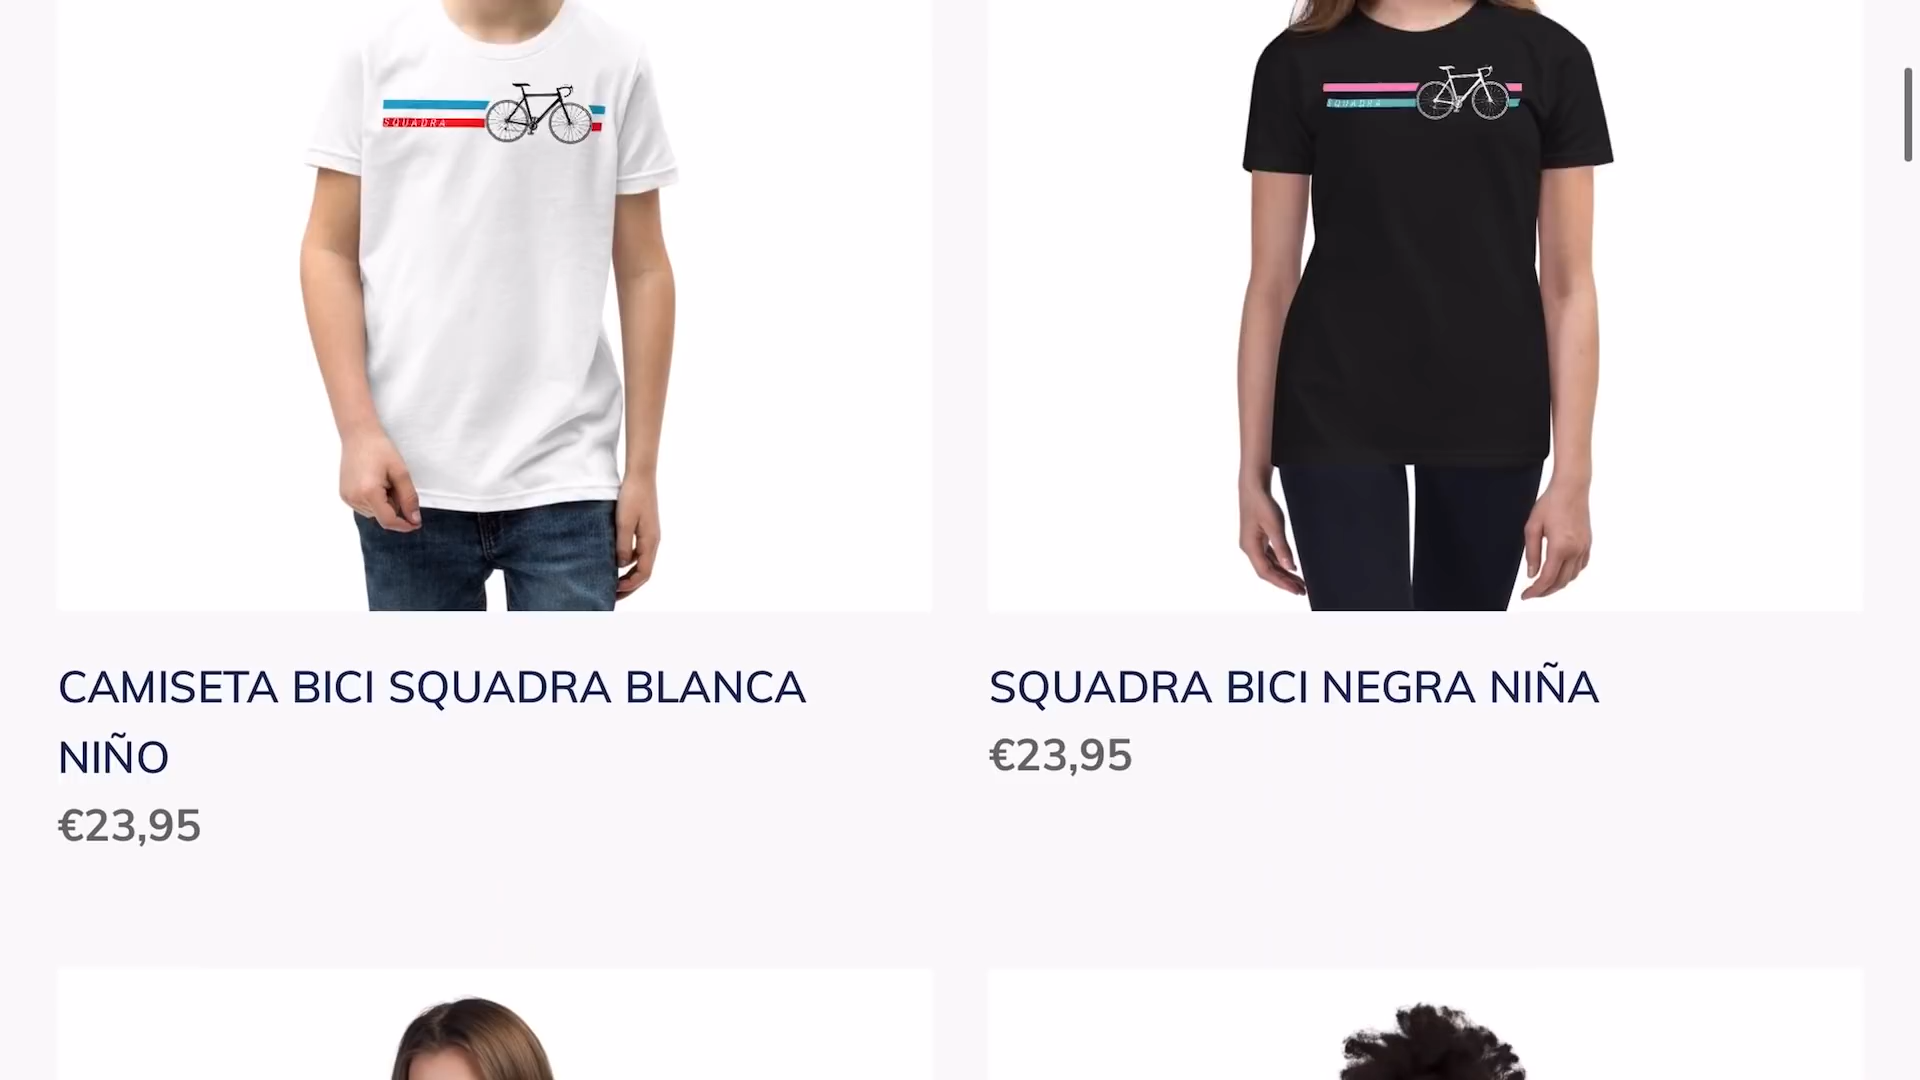 SQUADRA
SQUADRA
CAMISETA BICI SQUADRA BLANCA
NIÑO
€23,95
SQUADRA BICI NEGRA NIÑA
€23,95